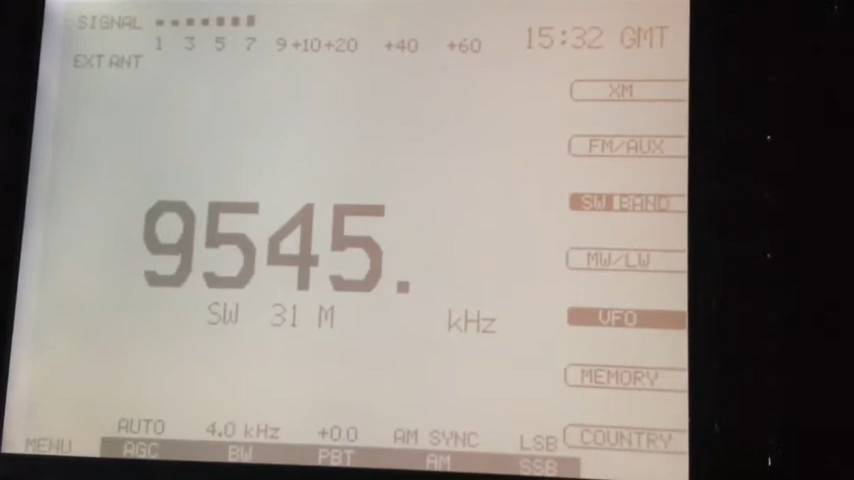 SIGNAL
1 3 5 7 9+10+20 +40 +60
15:32 GMT
EXT ANT
XM
FM/AUX
SW BAND
9545.
MW/LW
SW 31 M kHz
VFO
MEMORY
AUTO 4.0 kHz +0.0 AM SYNC LSB
COUNTRY
MENU AGC BW PBT AM SSB